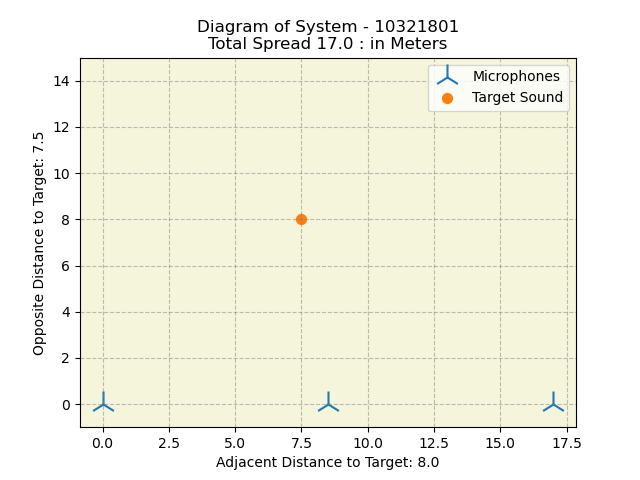 Diagram of System - 10321801
Total Spread 17.0 : in Meters
Microphones
Target Sound
Opposite Distance to Target: 7.5
14
12
10
8
6
4
2
0
0.0 2.5 5.0 7.5 10.0 12.5 15.0 17.5
Adjacent Distance to Target: 8.0